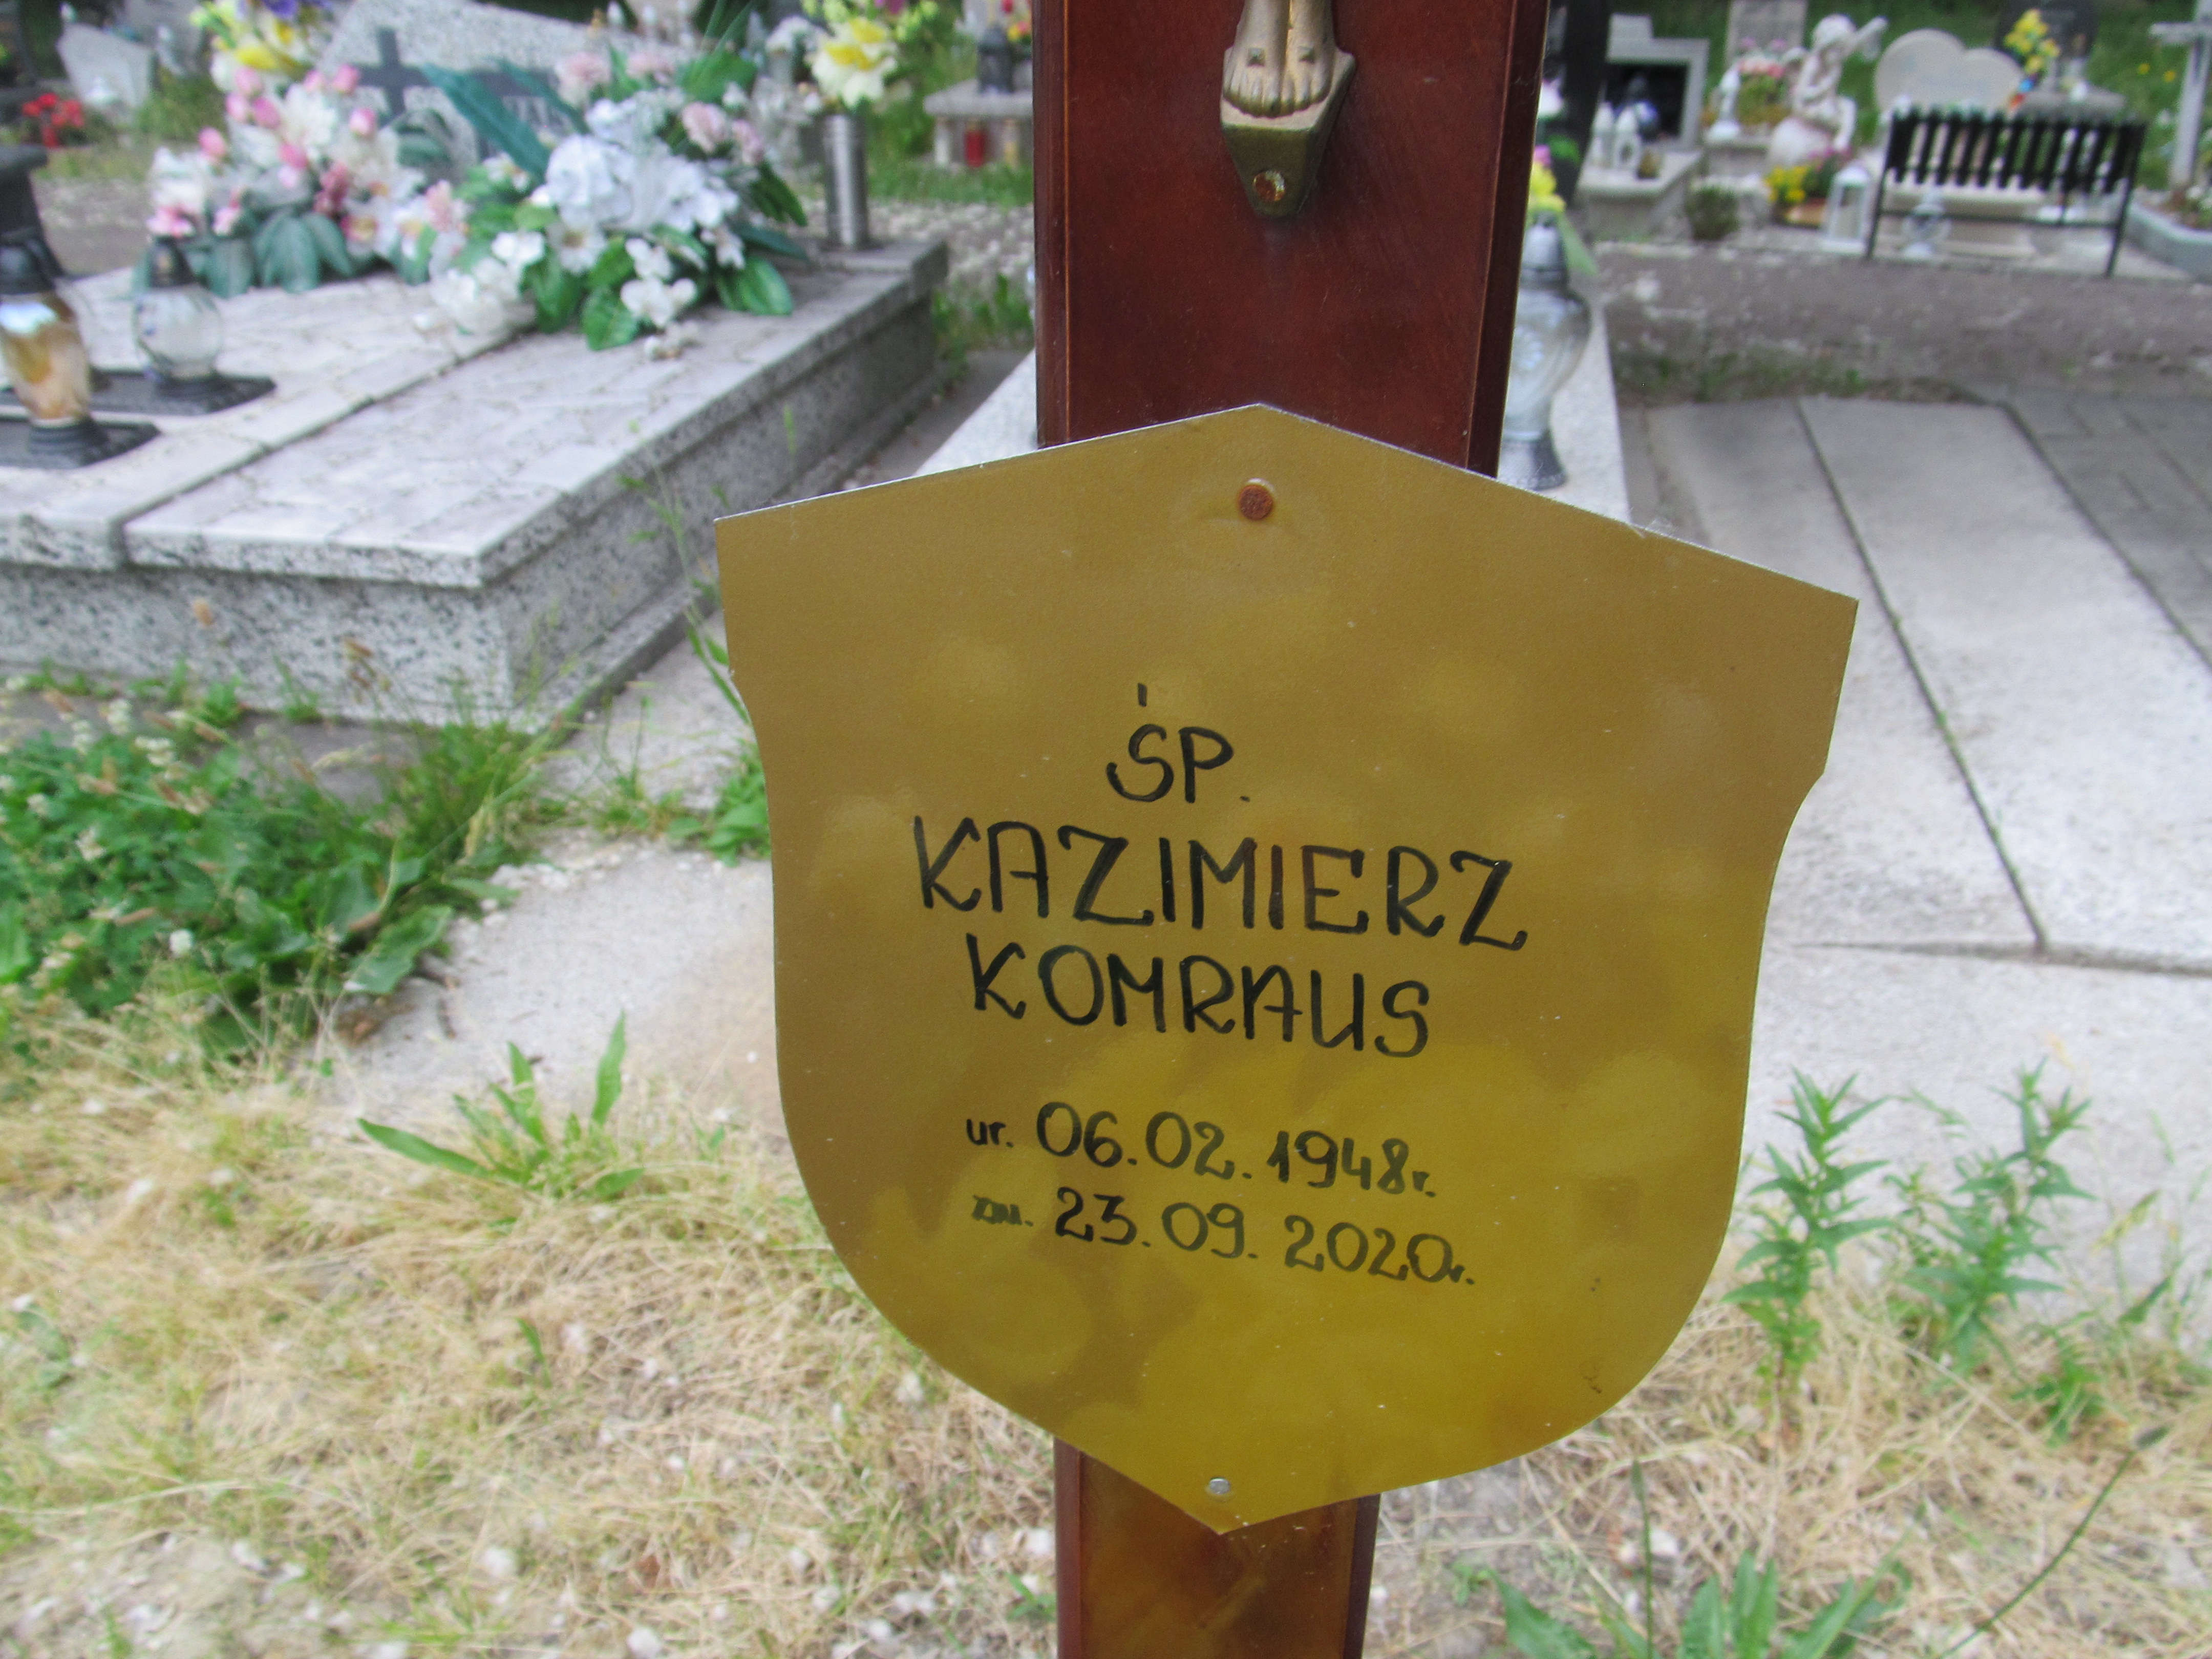 ŚP.
KAZIMIERZ
KOMRAUS
ur. 06.02.1948r.
zm. 23.09.2020r.